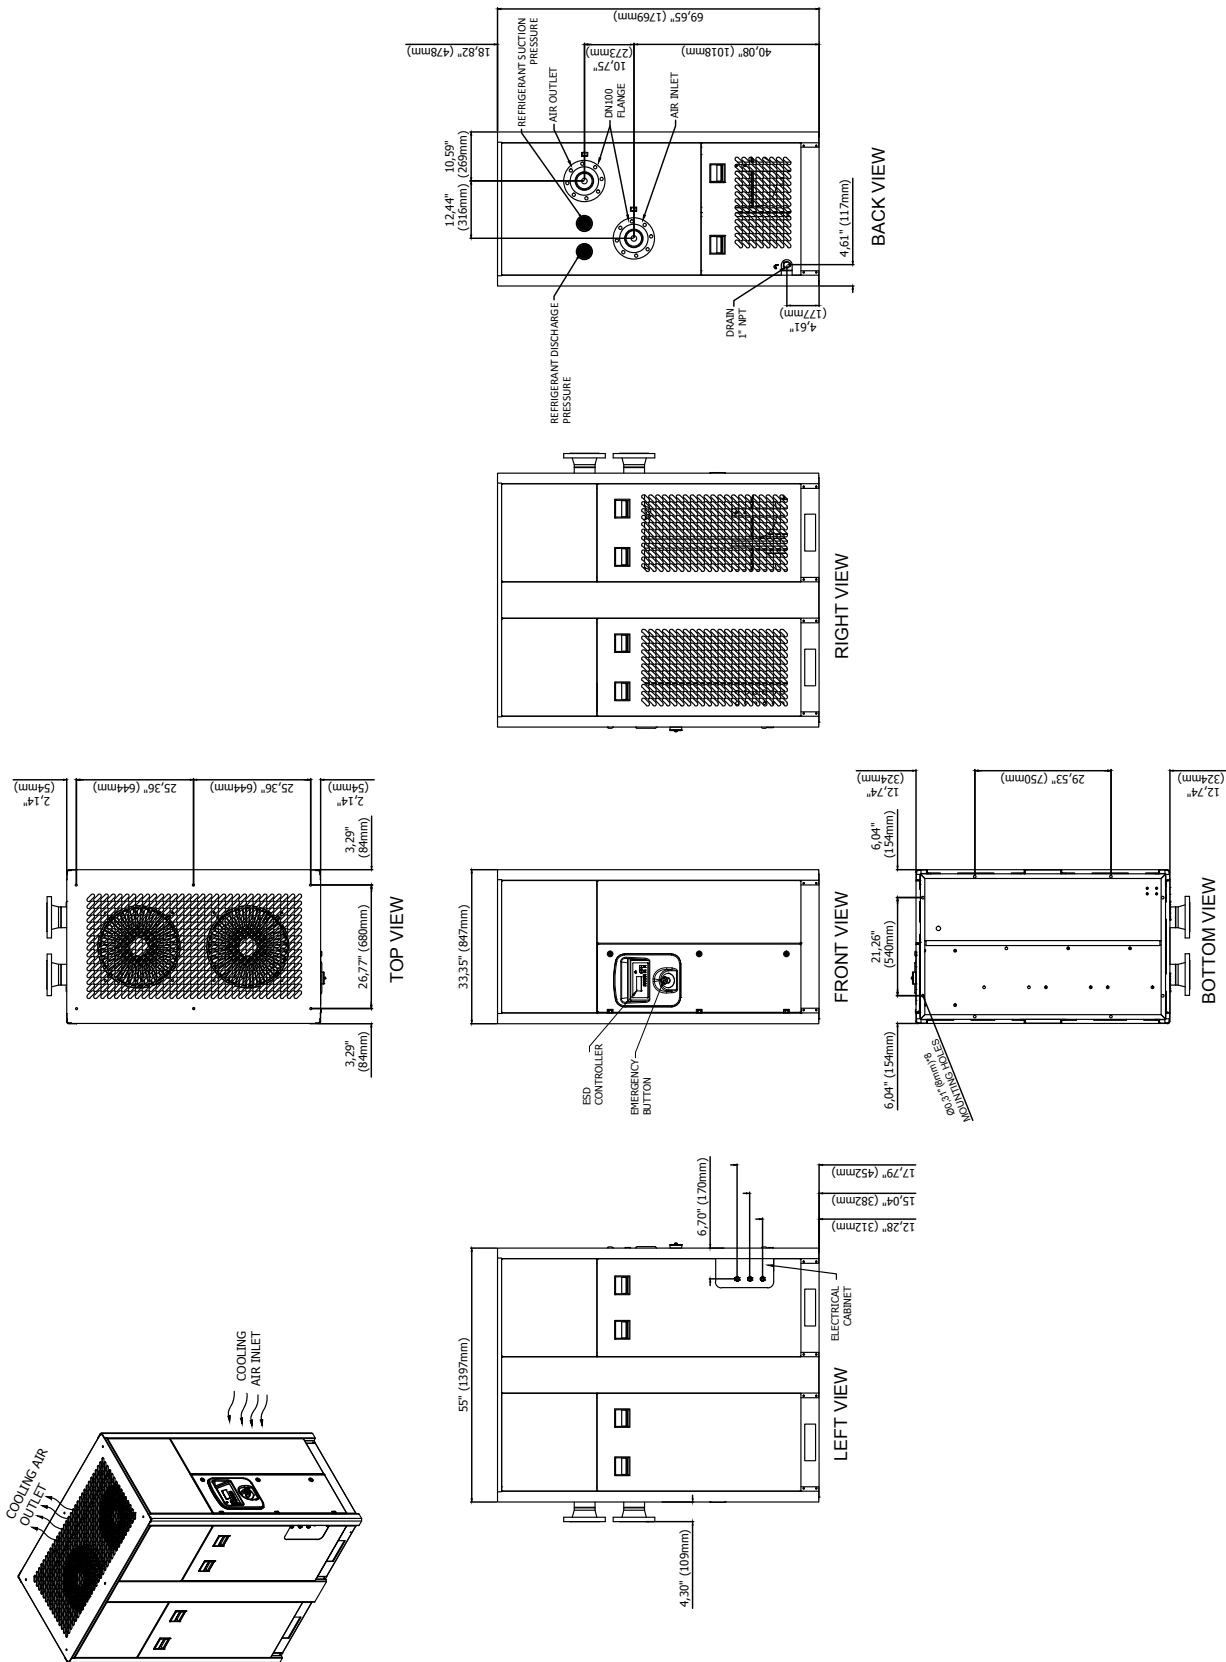 COOLING AIR
OUTLET
COOLING
AIR INLET
55" (1397mm)
4,30" (109mm)
6,70" (170mm)
17,79" (452mm)
15,04" (382mm)
12,28" (312mm)
ELECTRICAL
CABINET
LEFT VIEW
2,14"
(54mm)
25,36" (644mm)
25,36" (644mm)
2,14"
(54mm)
3,29"
(84mm)
26,77" (680mm)
3,29"
(84mm)
TOP VIEW
33,35" (847mm)
ESD
CONTROLLER
EMERGENCY
BUTTON
FRONT VIEW
12,74"
(324mm)
29,53" (750mm)
12,74"
(324mm)
6,04"
(154mm)
21,26"
(540mm)
6,04" (154mm)
Ø0,31"(8mm)*8
MOUNTING HOLES
BOTTOM VIEW
RIGHT VIEW
69,65" (1769mm)
18,82" (478mm)
10,75"
(273mm)
40,08" (1018mm)
REFRIGERANT SUCTION
PRESSURE
AIR OUTLET
DN100
FLANGE
AIR INLET
10,59"
(269mm)
12,44"
(316mm)
REFRIGERANT DISCHARGE
PRESSURE
DRAIN
1" NPT
4,61"
(177mm)
4,61" (117mm)
BACK VIEW